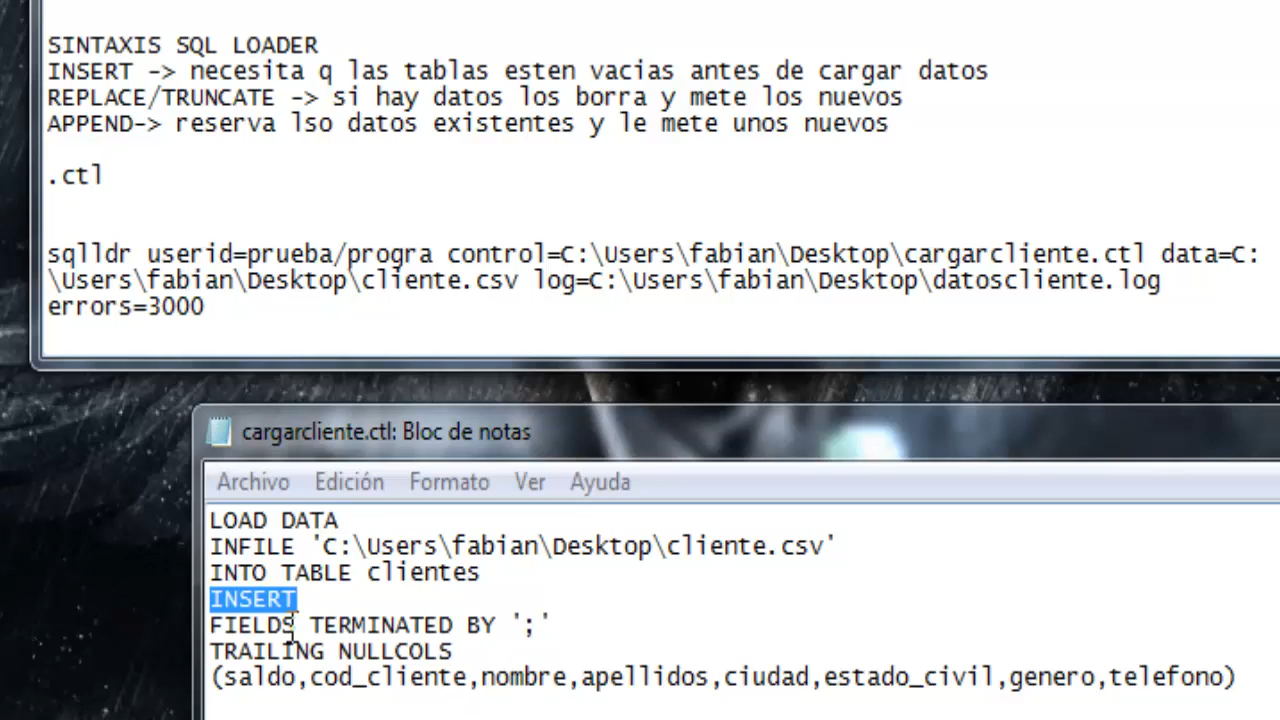 SINTAXIS SQL LOADER
INSERT -> necesita q las tablas esten vacias antes de cargar datos
REPLACE/TRUNCATE -> si hay datos los borra y mete los nuevos
APPEND-> reserva lso datos existentes y le mete unos nuevos
.ctl
sqlldr userid=prueba/progra control=C:\Users\fabian\Desktop\cargarcliente.ctl data=C:
\Users\fabian\Desktop\cliente.csv log=C:\Users\fabian\Desktop\datoscliente.log
errors=3000
cargarcliente.ctl: Bloc de notas
Archivo Edición Formato Ver Ayuda
LOAD DATA
INFILE 'C:\Users\fabian\Desktop\cliente.csv'
INTO TABLE clientes
INSERT
FIELDS TERMINATED BY ';'
TRAILING NULLCOLS
(saldo,cod_cliente,nombre,apellidos,ciudad,estado_civil,genero,telefono)